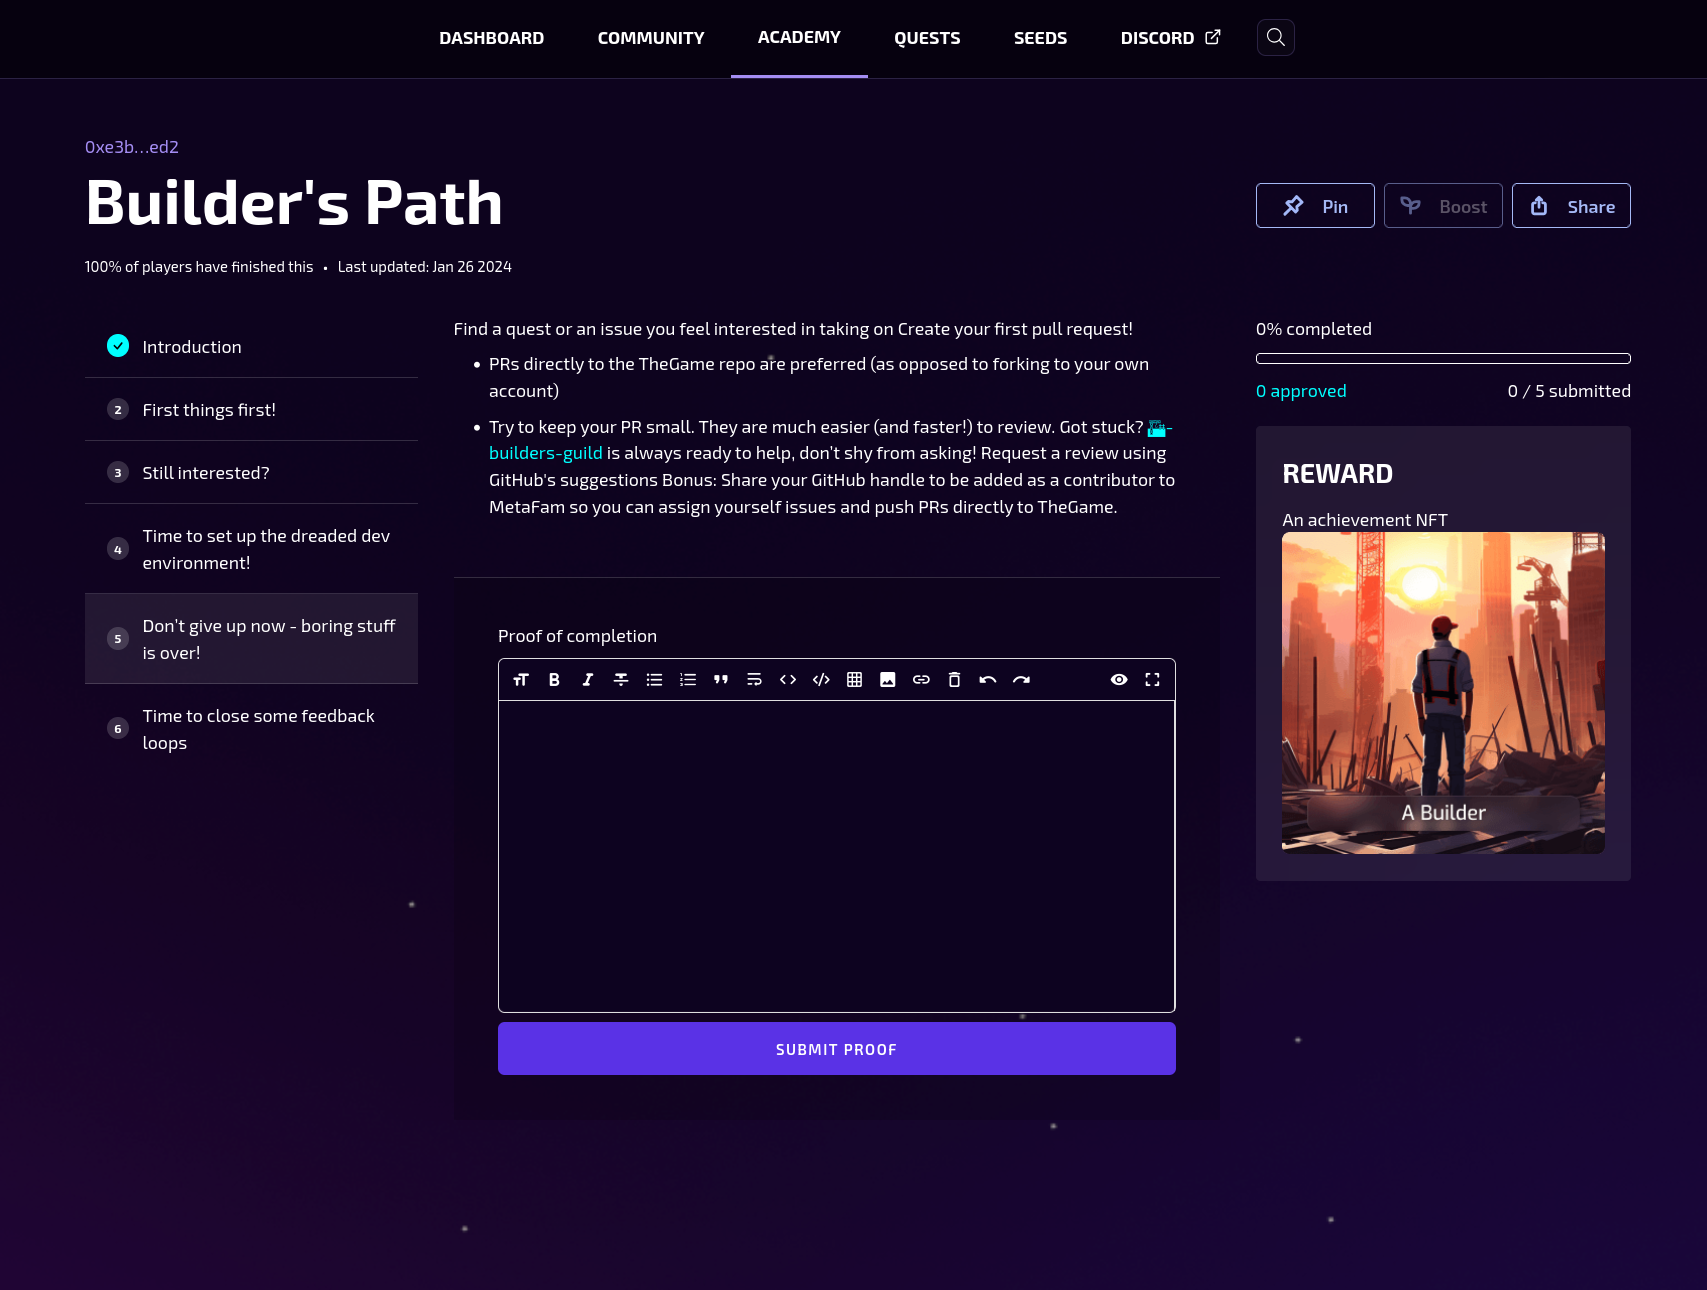 DASHBOARD COMMUNITY ACADEMY QUESTS SEEDS DISCORD
0xe3b...ed2
Builder's Path
Pin Boost Share
100% of players have finished this • Last updated: Jan 26 2024
Introduction
2 First things first!
3 Still interested?
4 Time to set up the dreaded dev
environment!
5 Don't give up now - boring stuff
is over!
6 Time to close some feedback
loops
Find a quest or an issue you feel interested in taking on Create your first pull request!
• PRs directly to the TheGame repo are preferred (as opposed to forking to your own
account)
• Try to keep your PR small. They are much easier (and faster!) to review. Got stuck? 🏗-
builders-guild is always ready to help, don't shy from asking! Request a review using
GitHub's suggestions Bonus: Share your GitHub handle to be added as a contributor to
MetaFam so you can assign yourself issues and push PRs directly to TheGame.
Proof of completion
SUBMIT PROOF
0% completed
0 approved 0 / 5 submitted
REWARD
An achievement NFT
A Builder